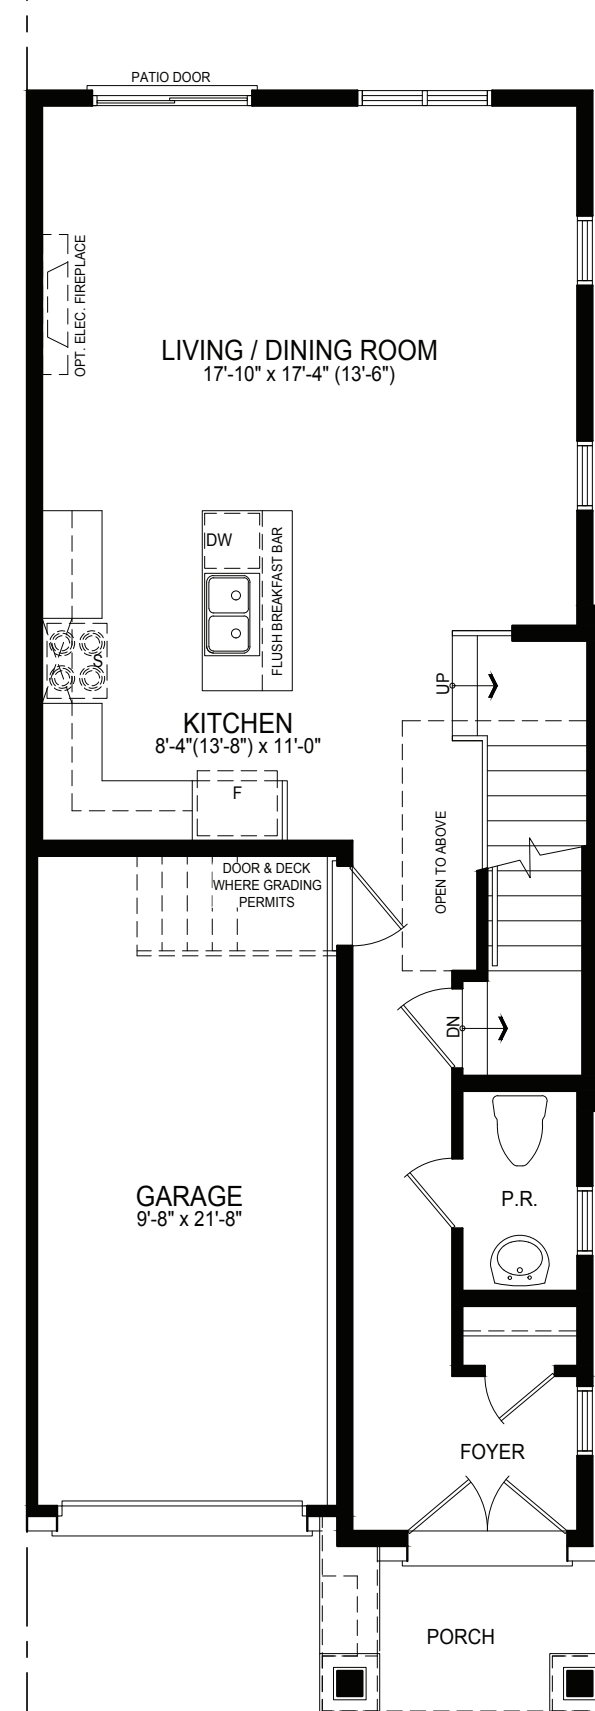 PATIO DOOR
OPT. ELEC. FIREPLACE
LIVING / DINING ROOM
17'-10" x 17'-4" (13'-6")
DW
FLUSH BREAKFAST BAR
S
UP
KITCHEN
8'-4"(13'-8") x 11'-0"
F
OPEN TO ABOVE
DOOR & DECK
WHERE GRADING
PERMITS
DN
GARAGE
9'-8" x 21'-8"
P.R.
FOYER
PORCH